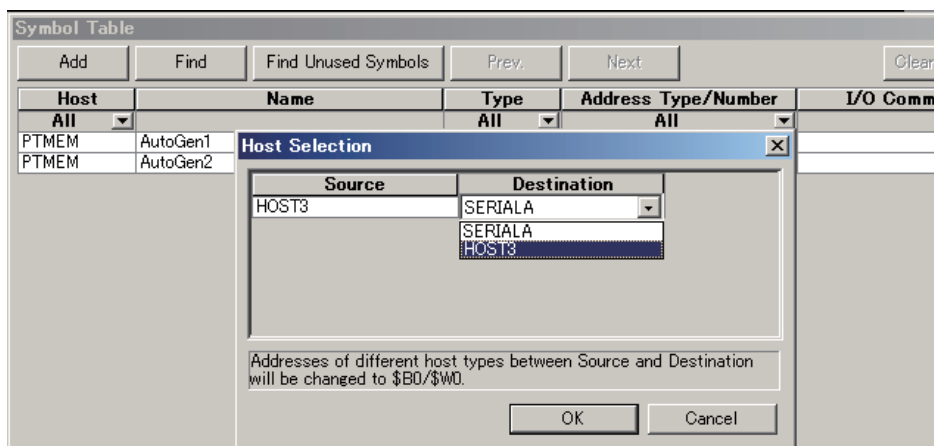 Symbol Table
Add Find Find Unused Symbols Prev. Next Clear
Host Name Type Address Type/Number I/O Comm
All All All
PTMEM AutoGen1
PTMEM AutoGen2
Host Selection
Source Destination
HOST3 SERIALA
SERIALA
HOST3
Addresses of different host types between Source and Destination
will be changed to $B0/$W0.
OK Cancel